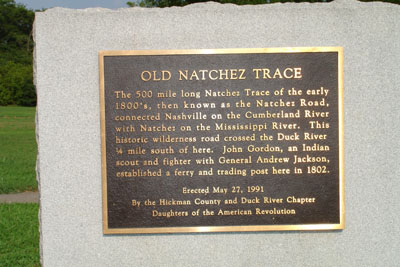 OLD NATCHEZ TRACE
The 500 mile long Natchez Trace of the early
1800's, then known as the Natchez Road,
connected Nashville on the Cumberland River
with Natchez on the Mississippi River. This
historic wilderness road crossed the Duck River
¼ mile south of here. John Gordon, an Indian
scout and fighter with General Andrew Jackson,
established a ferry and trading post here in 1802.
Erected May 27, 1991
By the Hickman County and Duck River Chapter
Daughters of the American Revolution